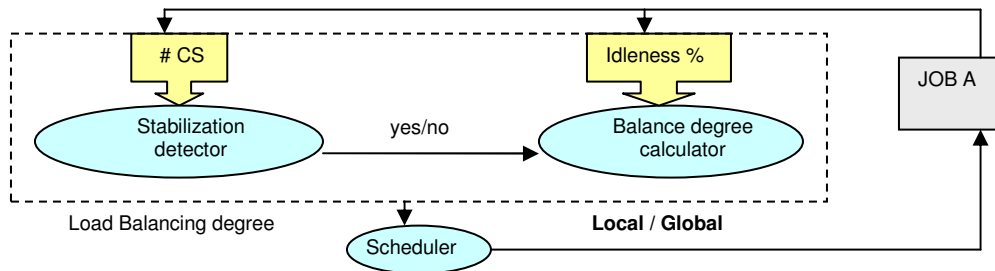 # CS
Idleness %
JOB A
Stabilization
detector
yes/no
Balance degree
calculator
Load Balancing degree
Local / Global
Scheduler